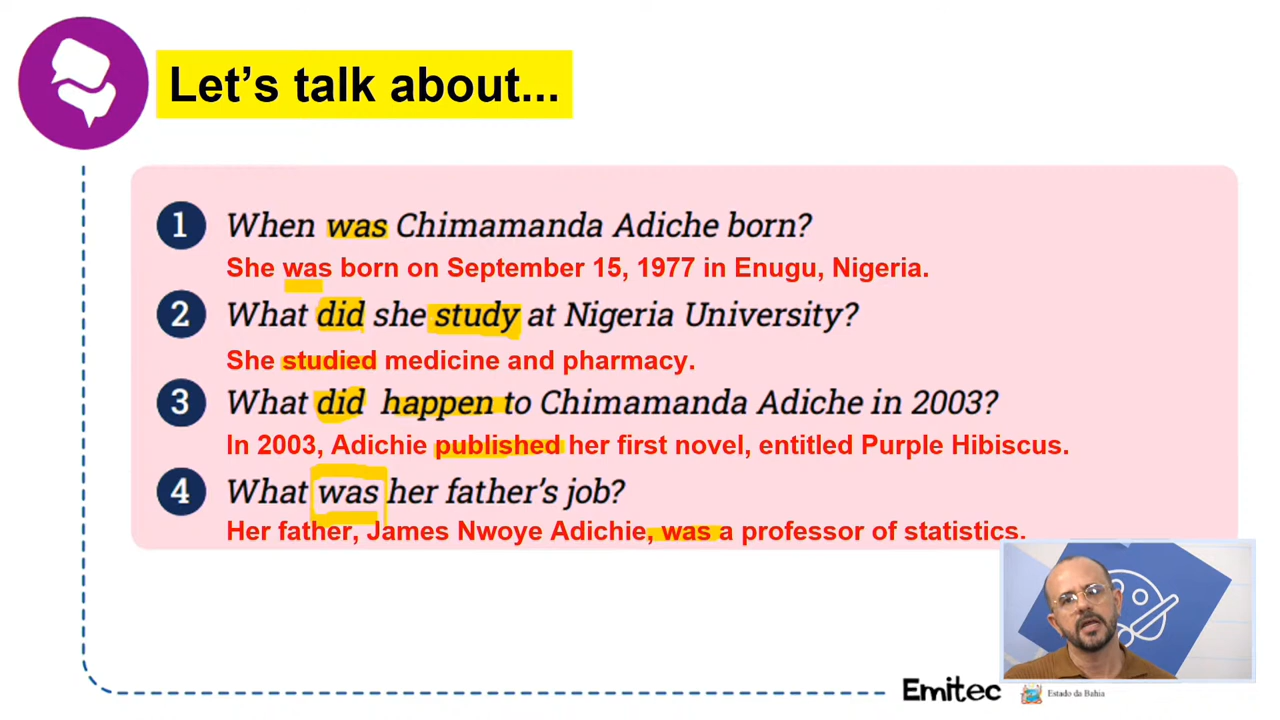 Let's talk about...
1 When was Chimamanda Adiche born?
She was born on September 15, 1977 in Enugu, Nigeria.
2 What did she study at Nigeria University?
She studied medicine and pharmacy.
3 What did happen to Chimamanda Adiche in 2003?
In 2003, Adichie published her first novel, entitled Purple Hibiscus.
4 What was her father's job?
Her father, James Nwoye Adichie, was a professor of statistics.
Emitec Estado da Bahia